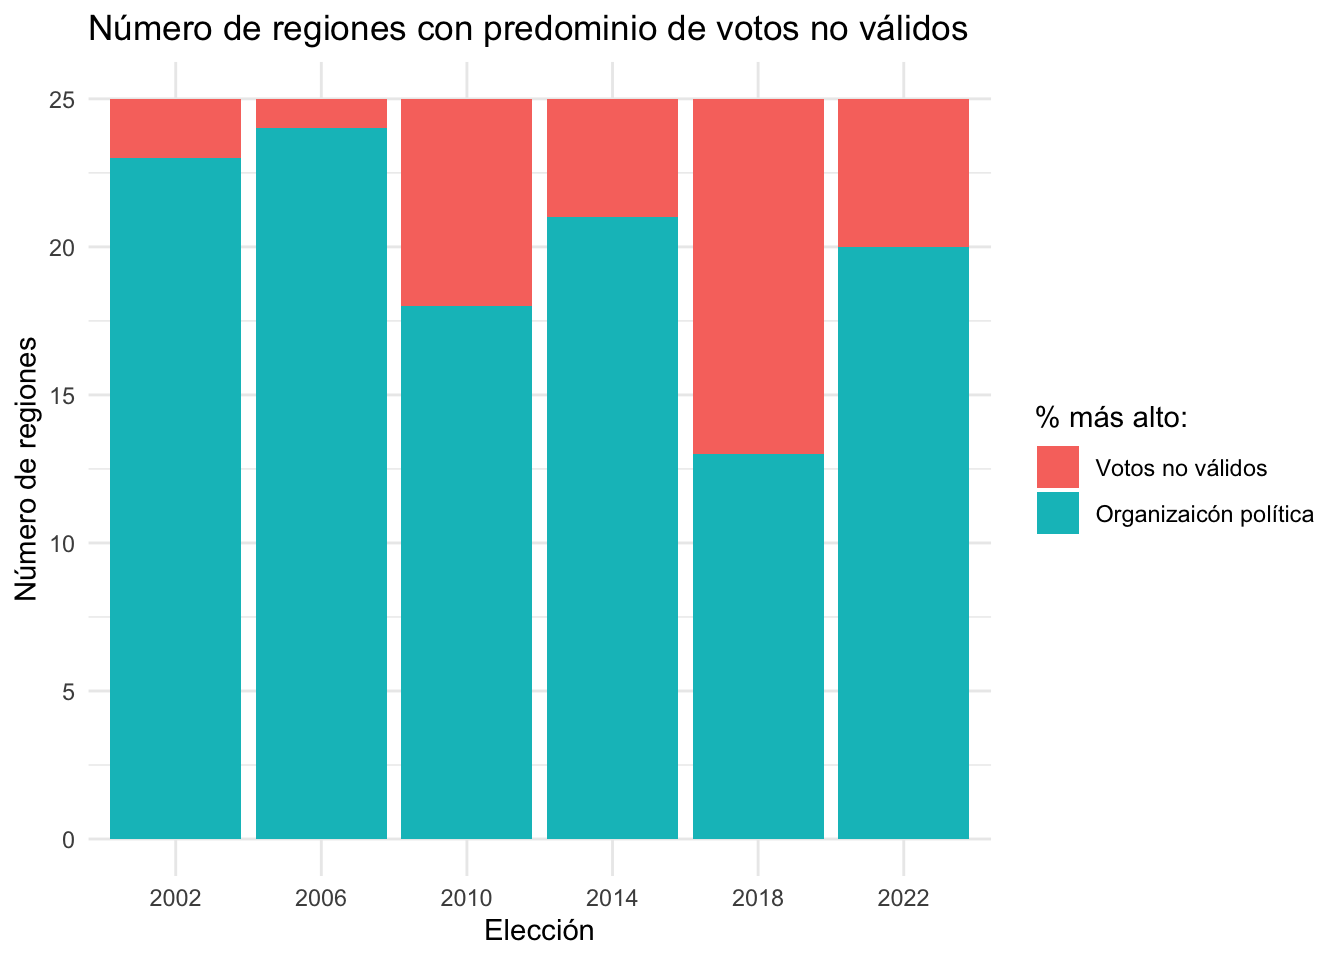 Número de regiones con predominio de votos no válidos
25
20
15
10
5
0
Número de regiones
2002 2006 2010 2014 2018 2022
Elección
% más alto:
Votos no válidos
Organizaicón política